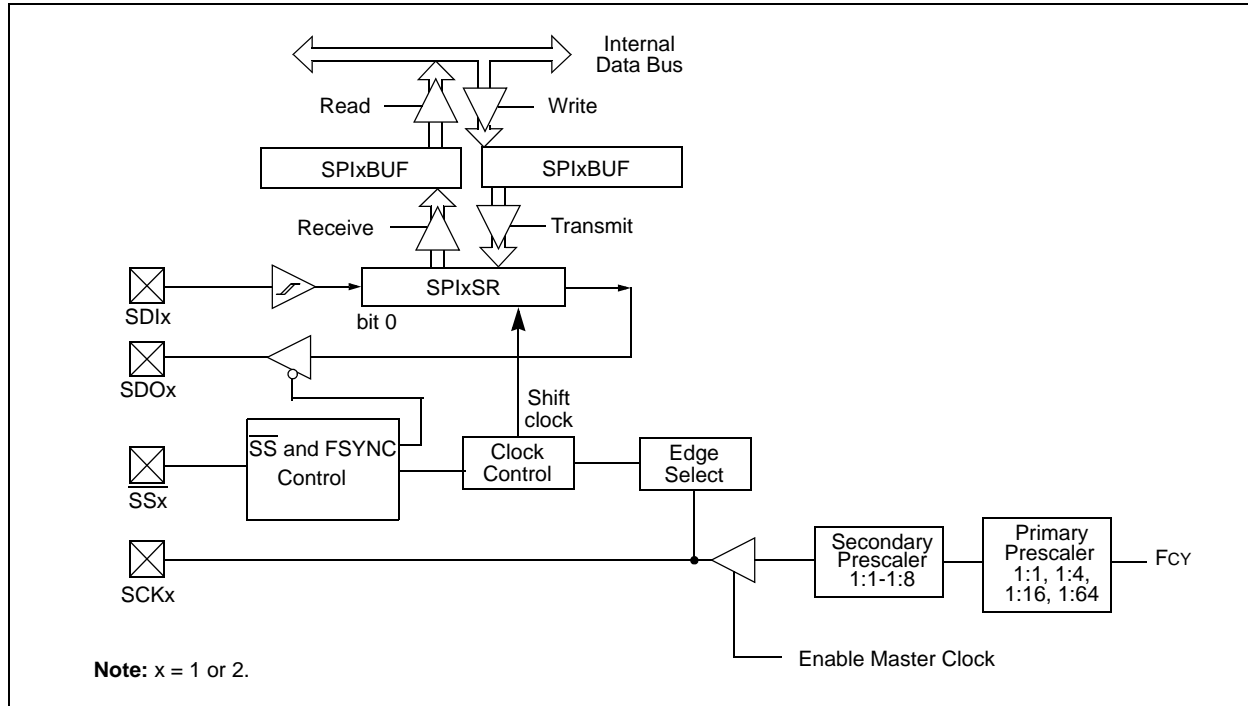 Internal
Data Bus
Read
Write
SPIxBUF
SPIxBUF
Receive
Transmit
SPIxSR
SDIx
bit 0
SDOx
Shift
clock
SS and FSYNC
Control
Clock
Control
Edge
Select
SSx
Secondary
Prescaler
1:1-1:8
Primary
Prescaler
1:1, 1:4,
1:16, 1:64
FCY
SCKx
Enable Master Clock
Note: x = 1 or 2.